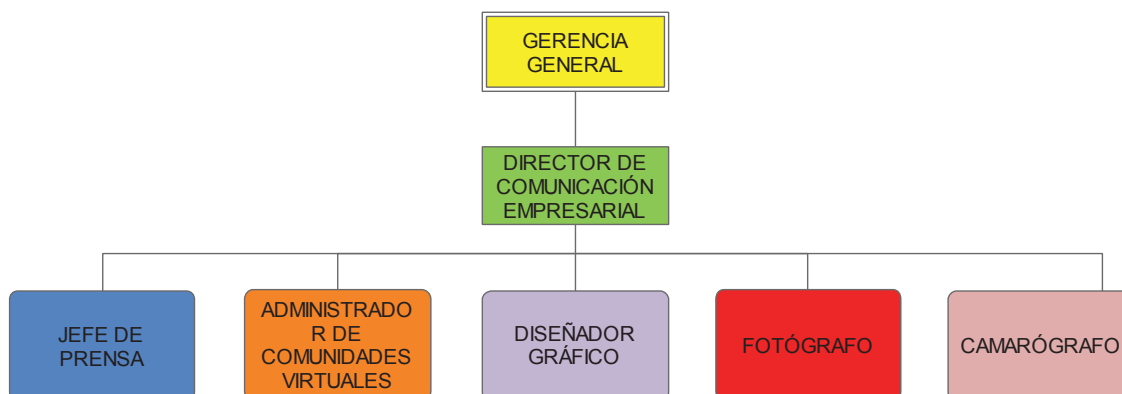 GERENCIA
GENERAL
DIRECTOR DE
COMUNICACIÓN
EMPRESARIAL
JEFE DE
PRENSA
ADMINISTRADO
R DE
COMUNIDADES
VIRTUALES
DISEÑADOR
GRÁFICO
FOTÓGRAFO
CAMARÓGRAFO